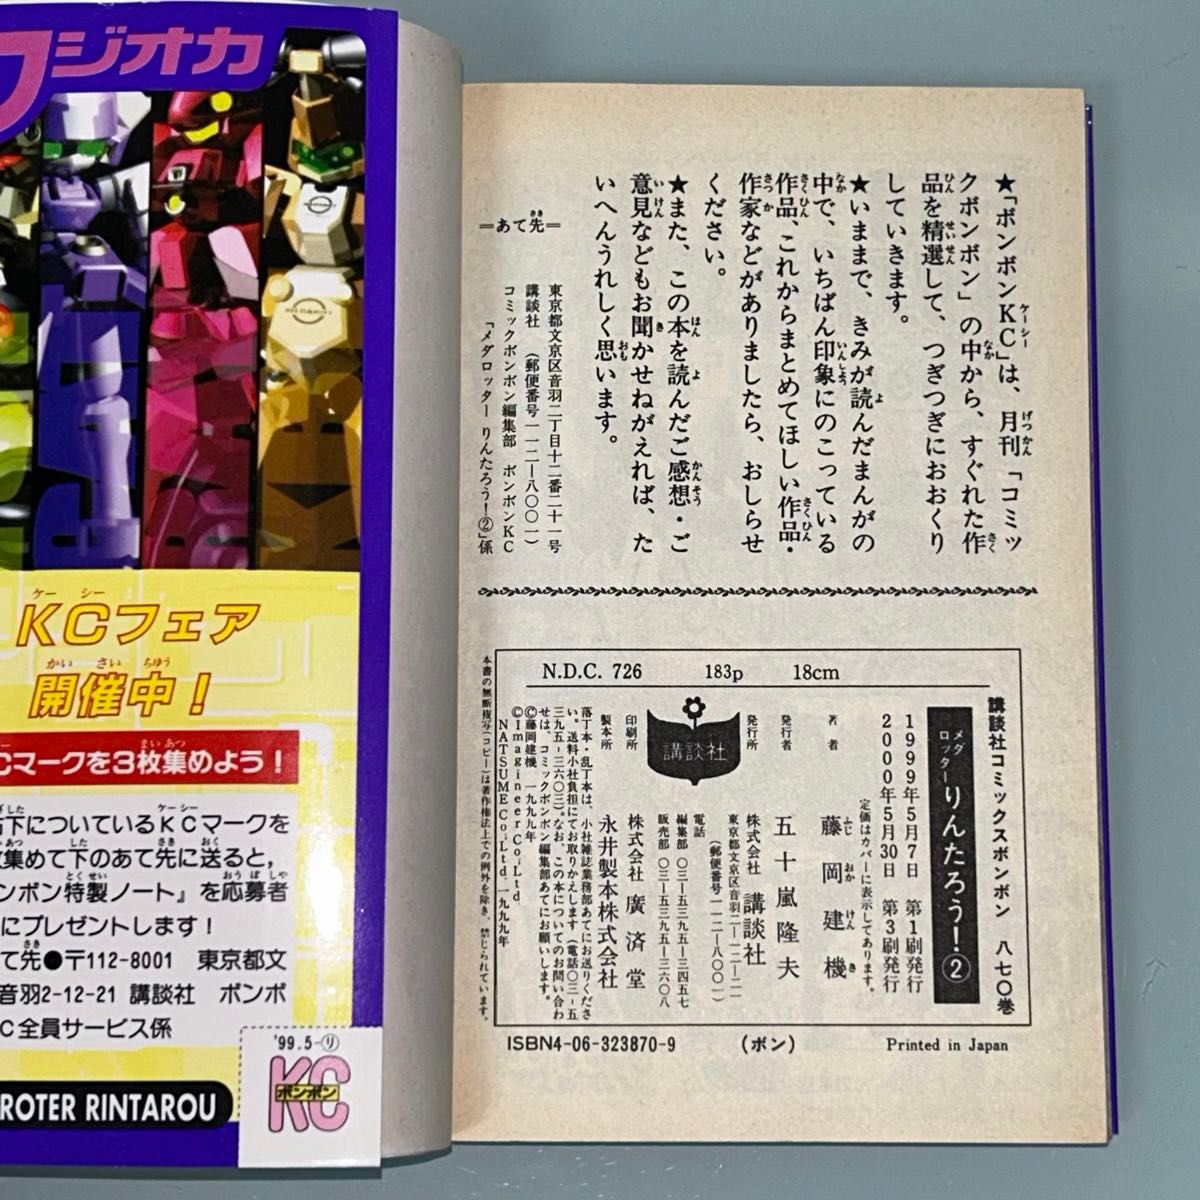 フジオカ
KCフェア
ケーシー
開催中！
かいさいちゅう
Cマークを3枚集めよう！
まいあつ
下についているKCマークを
集めて下のあて先に送ると，
ンボン特製ノート』を応募者
にプレゼントします！
て先●〒112-8001　東京都文
音羽2-12-21 講談社　ボンボ
C全員サービス係
'99.5-リ
KC
ボンボン
ROTER RINTAROU
★「ボンボンKC」は、月刊「コミッ
クボンボン」の中から、すぐれた作
品を精選して、つぎつぎにおおくり
していきます。
★いままで、きみが読んだまんがの
中で、いちばん印象にのこっている
作品、これからまとめてほしい作品・
作家などがありましたら、おしらせ
ください。
★また、この本を読んだご感想・ご
意見などもお聞かせねがえれば、た
いへんうれしく思います。
＝あて先＝
東京都文京区音羽二丁目十二番二十一号
講談社　（郵便番号一一二－八〇〇一）
コミックボンボン編集部　ボンボンKC
「メダロッター りんたろう！②」係
講談社コミックスボンボン　八七〇巻
メダロッターりんたろう！②
1999年5月7日　第1刷発行
2000年5月30日　第3刷発行
定価はカバーに表示してあります。
著者　藤岡建機
ふじおかけんき
発行者　五十嵐隆夫
発行所　株式会社 講談社
東京都文京区音羽二－一二－二一
（郵便番号一一二－八〇〇一）
電話
編集部　〇三－五三九五－三四五七
販売部　〇三－五三九五－三六〇八
講談社
印刷所　株式会社 廣済堂
製本所　永井製本株式会社
落丁本・乱丁本は、小社雑誌業務部あてにお送りくださ
い。送料小社負担にてお取りかえします（電話〇三－五
三九五－三六〇三）。なお、この本についてのお問い合わ
せは、コミックボンボン編集部あてにお願いします。
©藤岡建機　一九九九年
©Imagineer Co.,Ltd.
NATSUME Co.,Ltd. 一九九九年
本書の無断複写（コピー）は著作権法上での例外を除き、禁じられています。
N.D.C. 726　183p　18cm
ISBN4-06-323870-9　（ボン）　Printed in Japan